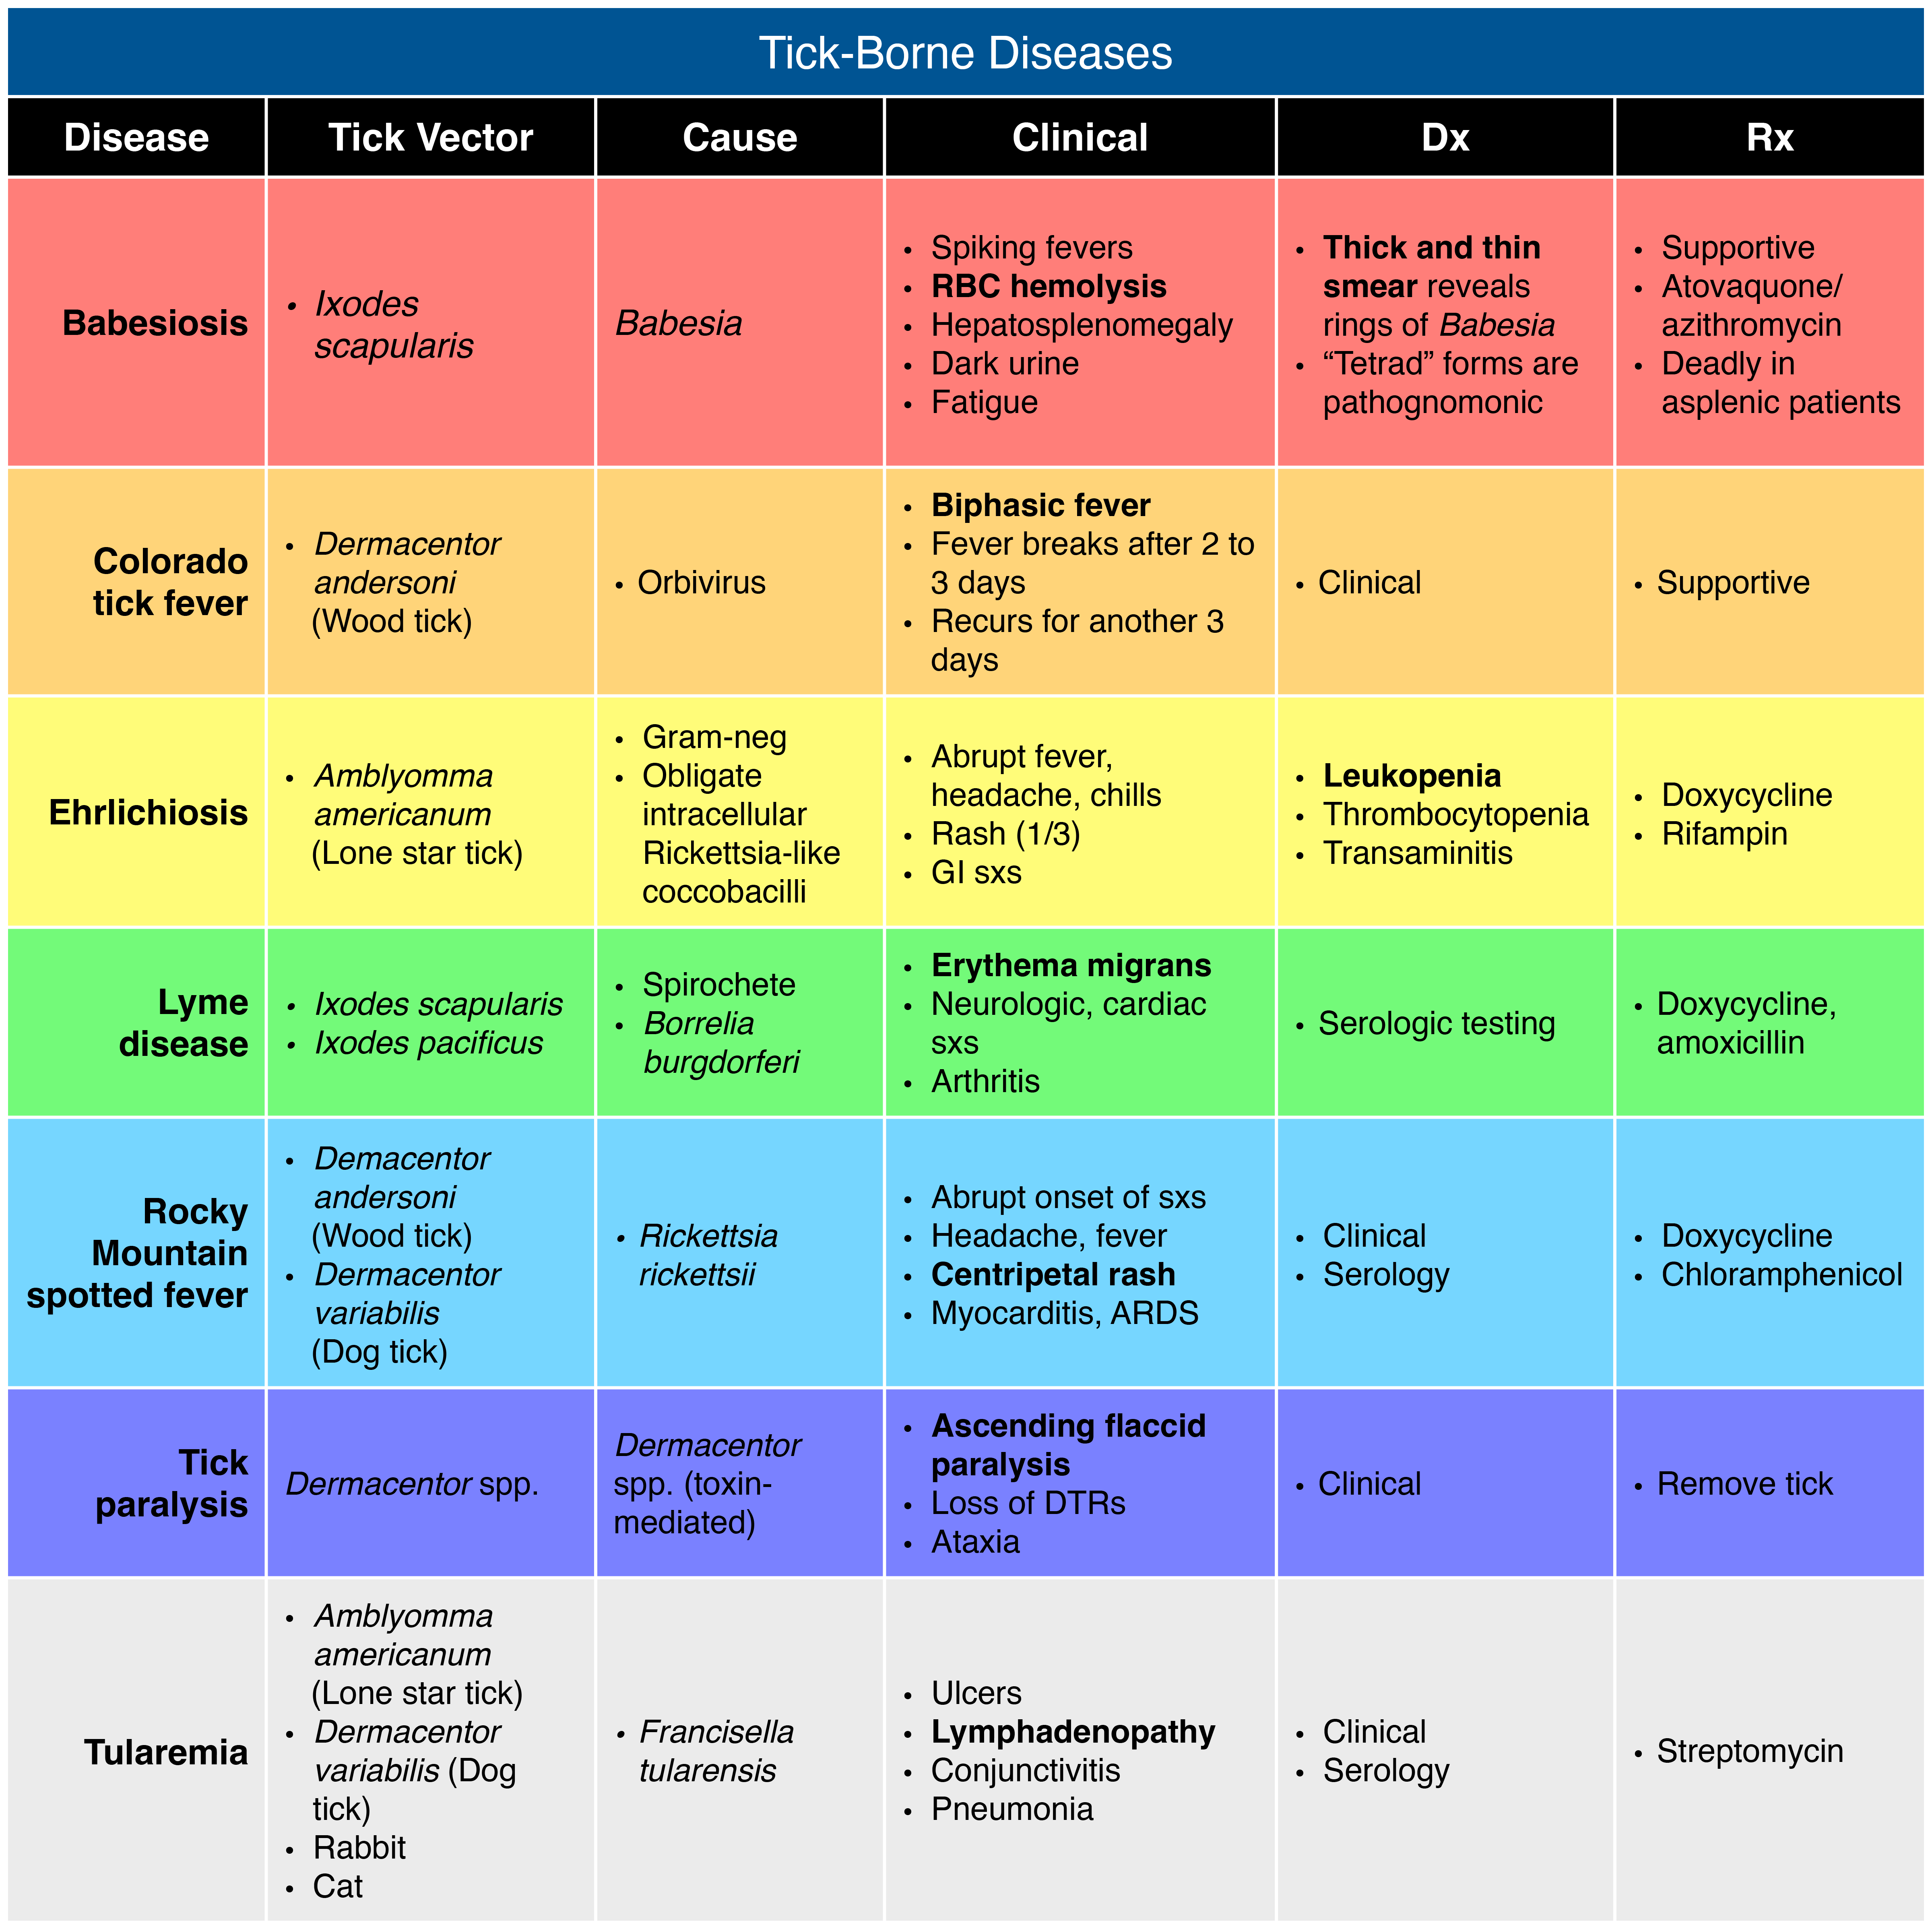 Tick-Borne Diseases
Disease
Tick Vector
Cause
Clinical
Dx
Rx
Babesiosis
• Ixodes
scapularis
Babesia
• Spiking fevers
• RBC hemolysis
• Hepatosplenomegaly
• Dark urine
• Fatigue
• Thick and thin
smear reveals
rings of Babesia
• “Tetrad” forms are
pathognomonic
• Supportive
• Atovaquone/
azithromycin
• Deadly in
asplenic patients
Colorado
tick fever
• Dermacentor
andersoni
(Wood tick)
• Orbivirus
• Biphasic fever
• Fever breaks after 2 to
3 days
• Recurs for another 3
days
• Clinical
• Supportive
Ehrlichiosis
• Amblyomma
americanum
(Lone star tick)
• Gram-neg
• Obligate
intracellular
Rickettsia-like
coccobacilli
• Abrupt fever,
headache, chills
• Rash (1/3)
• GI sxs
• Leukopenia
• Thrombocytopenia
• Transaminitis
• Doxycycline
• Rifampin
Lyme
disease
• Ixodes scapularis
• Ixodes pacificus
• Spirochete
• Borrelia
burgdorferi
• Erythema migrans
• Neurologic, cardiac
sxs
• Arthritis
• Serologic testing
• Doxycycline,
amoxicillin
Rocky
Mountain
spotted fever
• Demacentor
andersoni
(Wood tick)
• Dermacentor
variabilis
(Dog tick)
• Rickettsia
rickettsii
• Abrupt onset of sxs
• Headache, fever
• Centripetal rash
• Myocarditis, ARDS
• Clinical
• Serology
• Doxycycline
• Chloramphenicol
Tick
paralysis
Dermacentor spp.
Dermacentor
spp. (toxin-
mediated)
• Ascending flaccid
paralysis
• Loss of DTRs
• Ataxia
• Clinical
• Remove tick
Tularemia
• Amblyomma
americanum
(Lone star tick)
• Dermacentor
variabilis (Dog
tick)
• Rabbit
• Cat
• Francisella
tularensis
• Ulcers
• Lymphadenopathy
• Conjunctivitis
• Pneumonia
• Clinical
• Serology
• Streptomycin